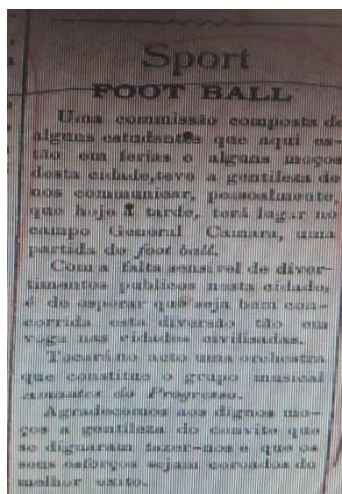 Sport
FOOT BALL
Uma commissão composta de
alguns estudantes que aqui es-
tão em ferias e alguns moços
desta cidade, teve a gentileza de
nos communicar, pessoalmente,
que hoje á tarde, terá lugar no
campo General Camara, uma
partida de foot ball.
Com a falta sensivel de diver-
timentos publicos nesta cidade,
é de esperar que seja bem con-
corrida esta diversão tão em
voga nas cidades civilisadas.
Tocará no acto uma orchestra
que constitue o grupo musical
Amantes do Progresso.
Agradecemos aos dignos mo-
ços a gentileza do convite que
se dignaram fazer-nos e que os
seus esforços sejam coroados do
melhor exito.